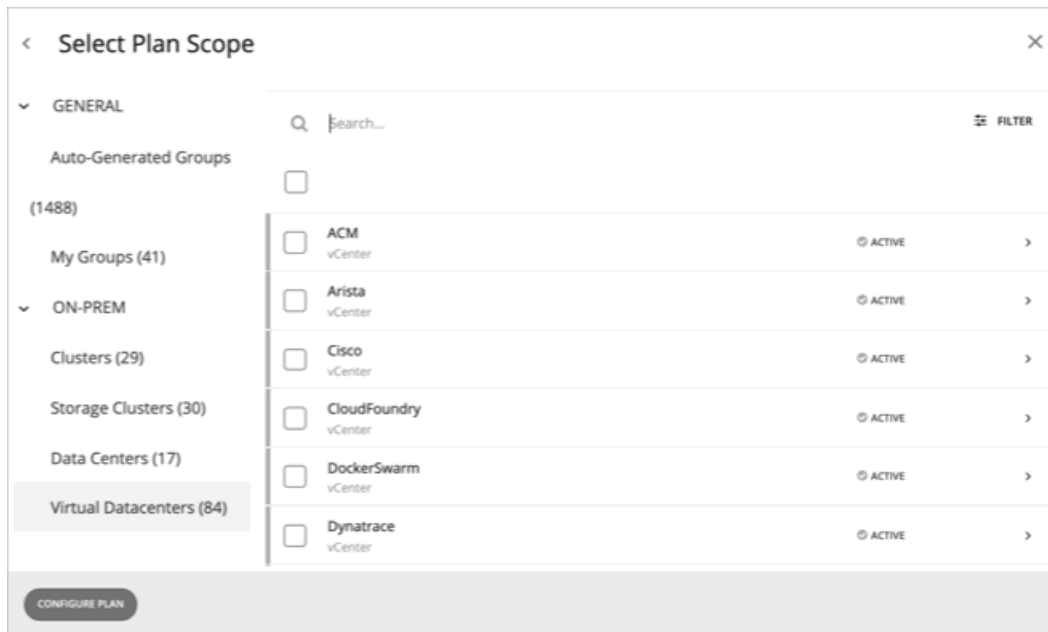 Select Plan Scope
GENERAL
Auto-Generated Groups
(1488)
My Groups (41)
ON-PREM
Clusters (29)
Storage Clusters (30)
Data Centers (17)
Virtual Datacenters (84)
Search...
FILTER
ACM
vCenter
ACTIVE
Arista
vCenter
ACTIVE
Cisco
vCenter
ACTIVE
CloudFoundry
vCenter
ACTIVE
DockerSwarm
vCenter
ACTIVE
Dynatrace
vCenter
ACTIVE
CONFIGURE PLAN